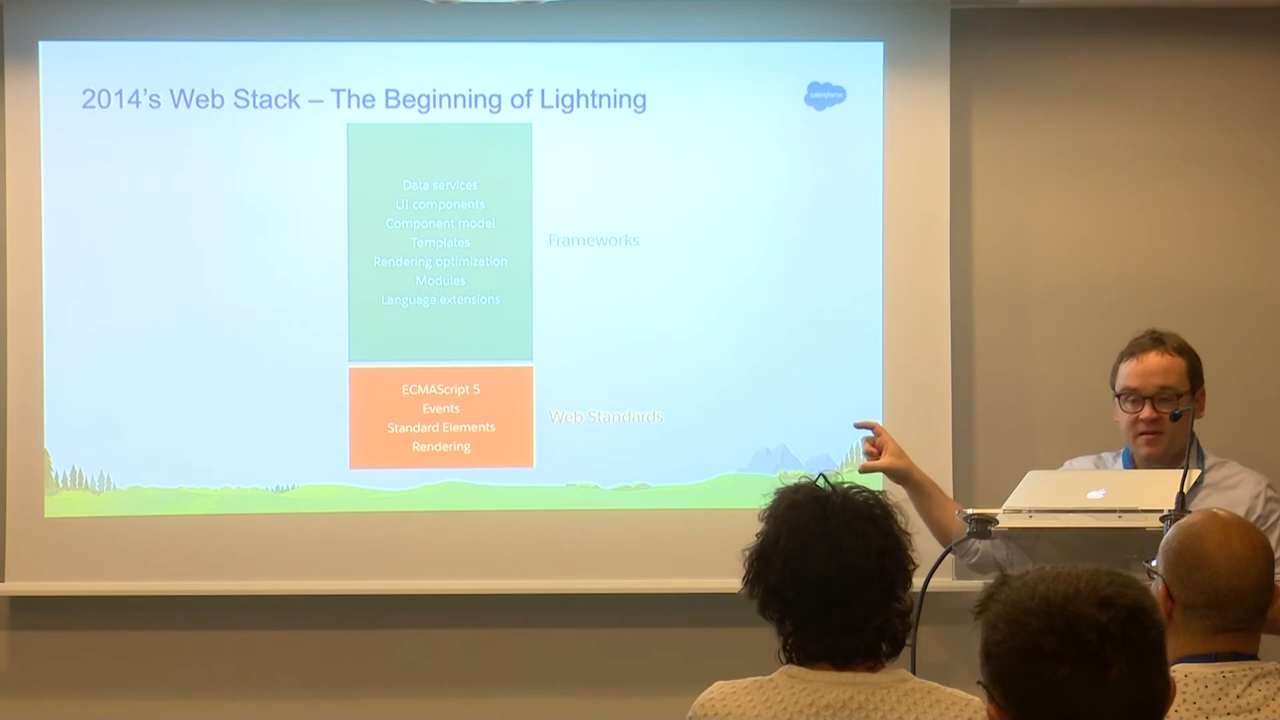 2014's Web Stack – The Beginning of Lightning
salesforce
Data services
UI components
Component model
Templates
Rendering optimization
Modules
Language extensions
Frameworks
ECMAScript 5
Events
Standard Elements
Rendering
Web Standards